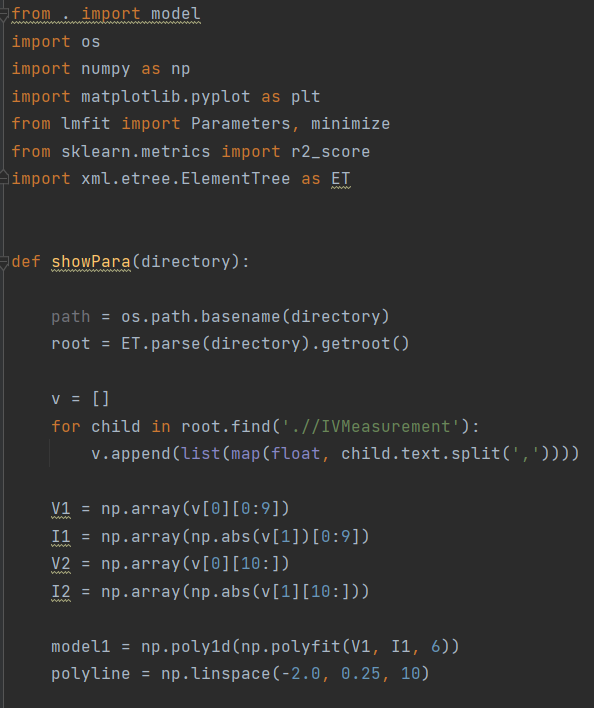 from . import model
import os
import numpy as np
import matplotlib.pyplot as plt
from lmfit import Parameters, minimize
from sklearn.metrics import r2_score
import xml.etree.ElementTree as ET
def showPara(directory):
path = os.path.basename(directory)
root = ET.parse(directory).getroot()
v = []
for child in root.find('.//IVMeasurement'):
v.append(list(map(float, child.text.split(','))))
V1 = np.array(v[0][0:9])
I1 = np.array(np.abs(v[1])[0:9])
V2 = np.array(v[0][10:])
I2 = np.array(np.abs(v[1][10:]))
model1 = np.poly1d(np.polyfit(V1, I1, 6))
polyline = np.linspace(-2.0, 0.25, 10)